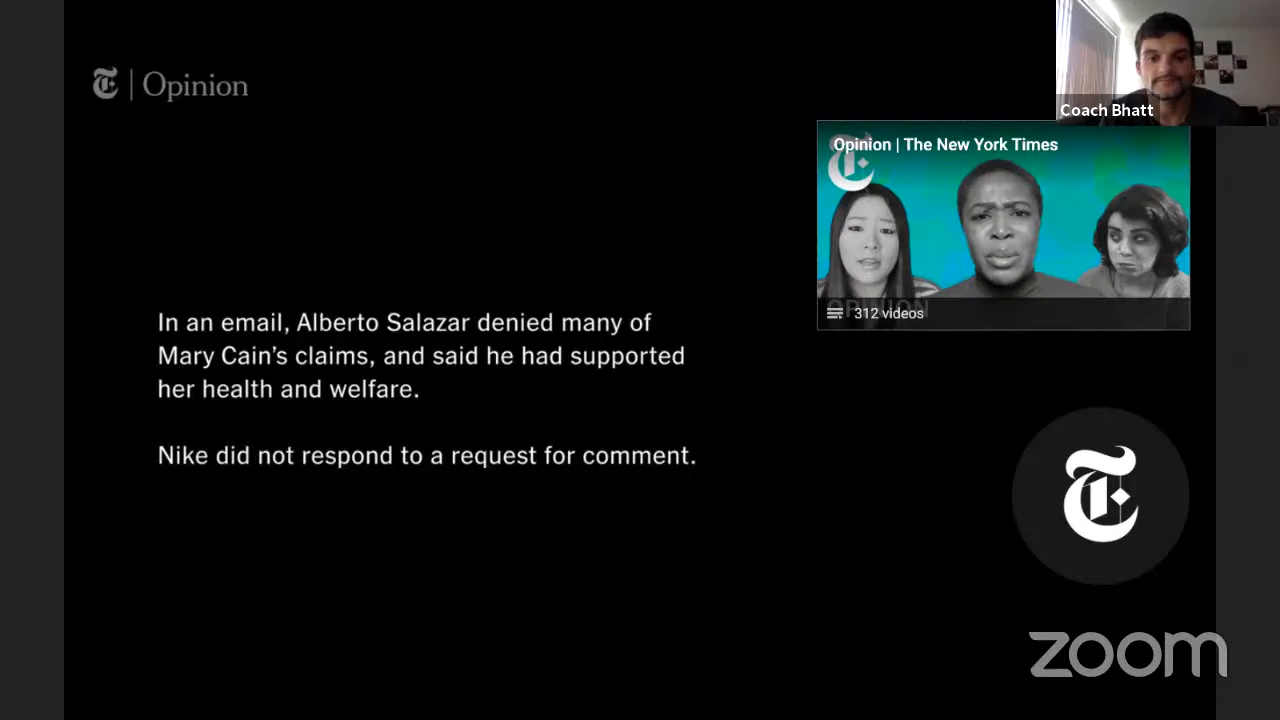 T | Opinion
Coach Bhatt
Opinion | The New York Times
OPINION
312 videos
In an email, Alberto Salazar denied many of
Mary Cain’s claims, and said he had supported
her health and welfare.
Nike did not respond to a request for comment.
T
zoom